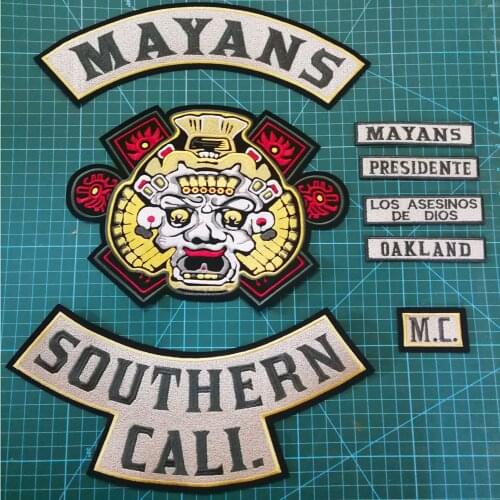 MAYANS
MAYANS
PRESIDENTE
LOS ASESINOS
DE DIOS
OAKLAND
M.C.
SOUTHERN
CALI.